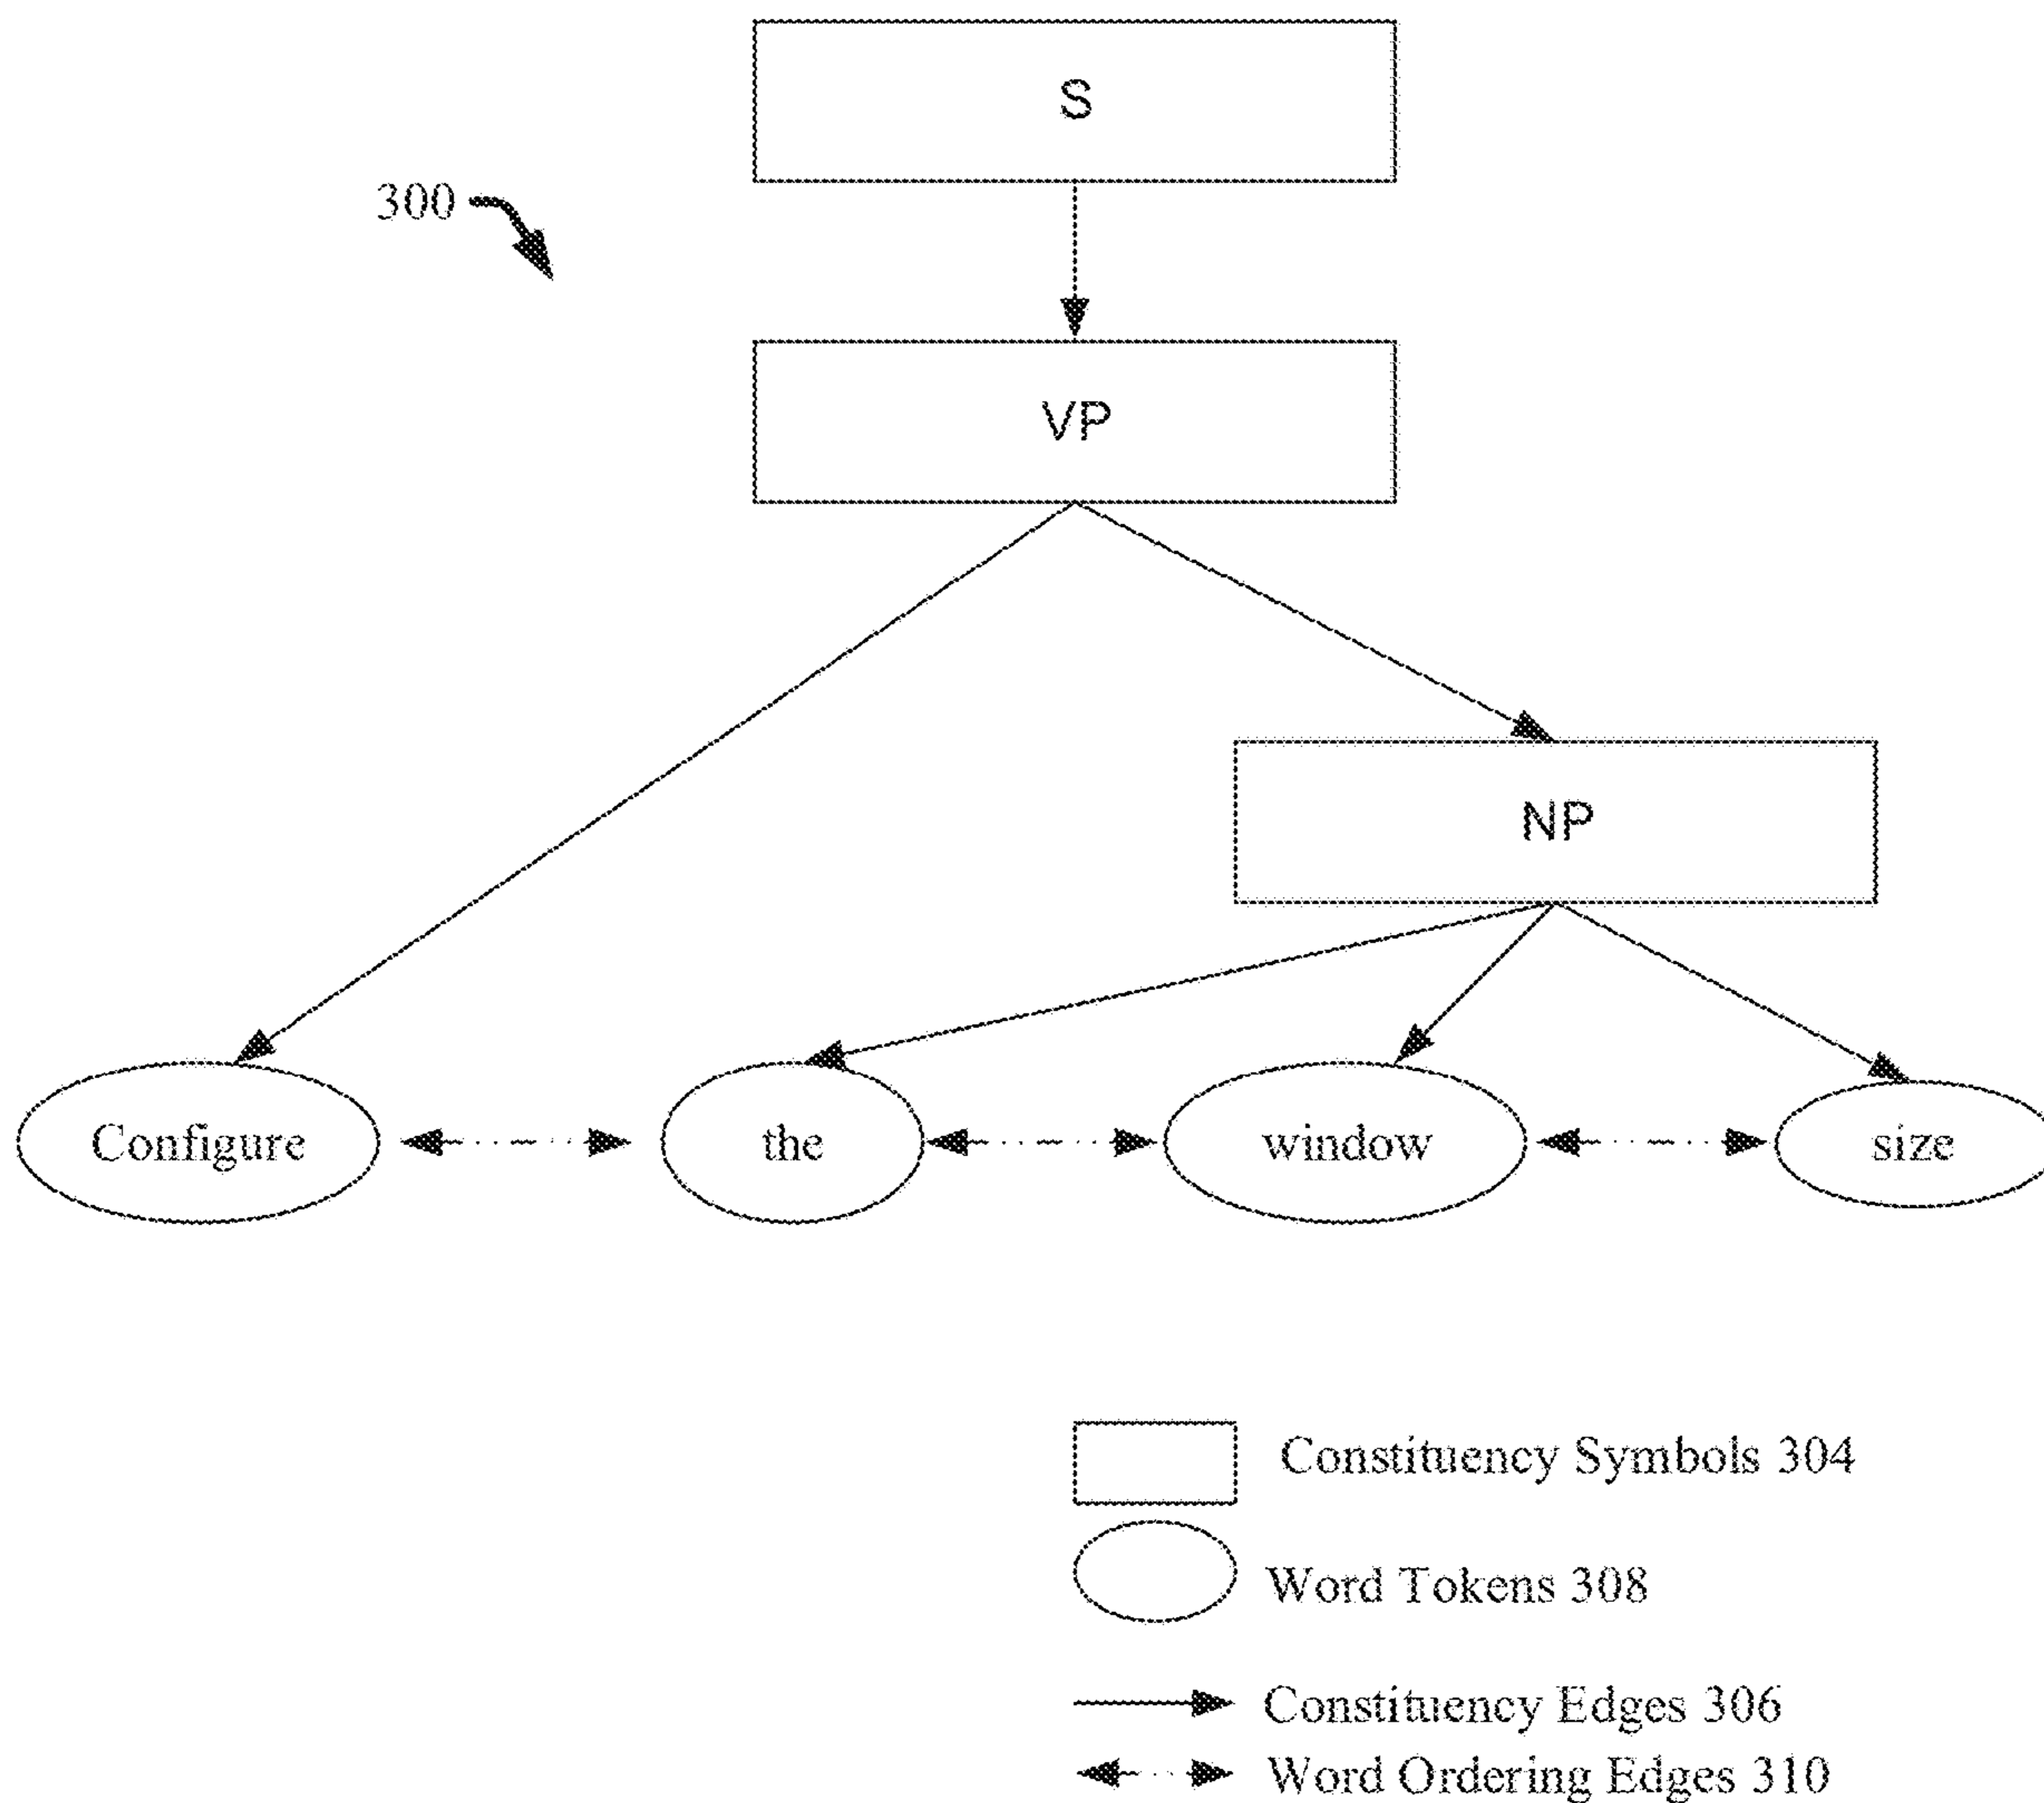 S
300
VP
NP
Configure the window size
Constituency Symbols 304
Word Tokens 308
Constituency Edges 306
Word Ordering Edges 310